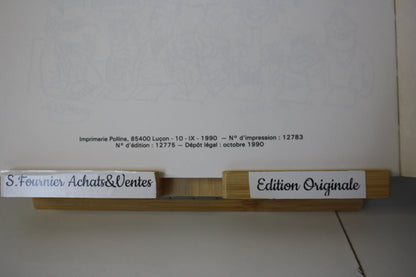 Imprimerie Pollina, 85400 Luçon - 10 - IX - 1990 — N° d'impression : 12783
N° d'édition : 12775 — Dépôt légal : octobre 1990
S.Fournier Achats&Ventes
Edition Originale